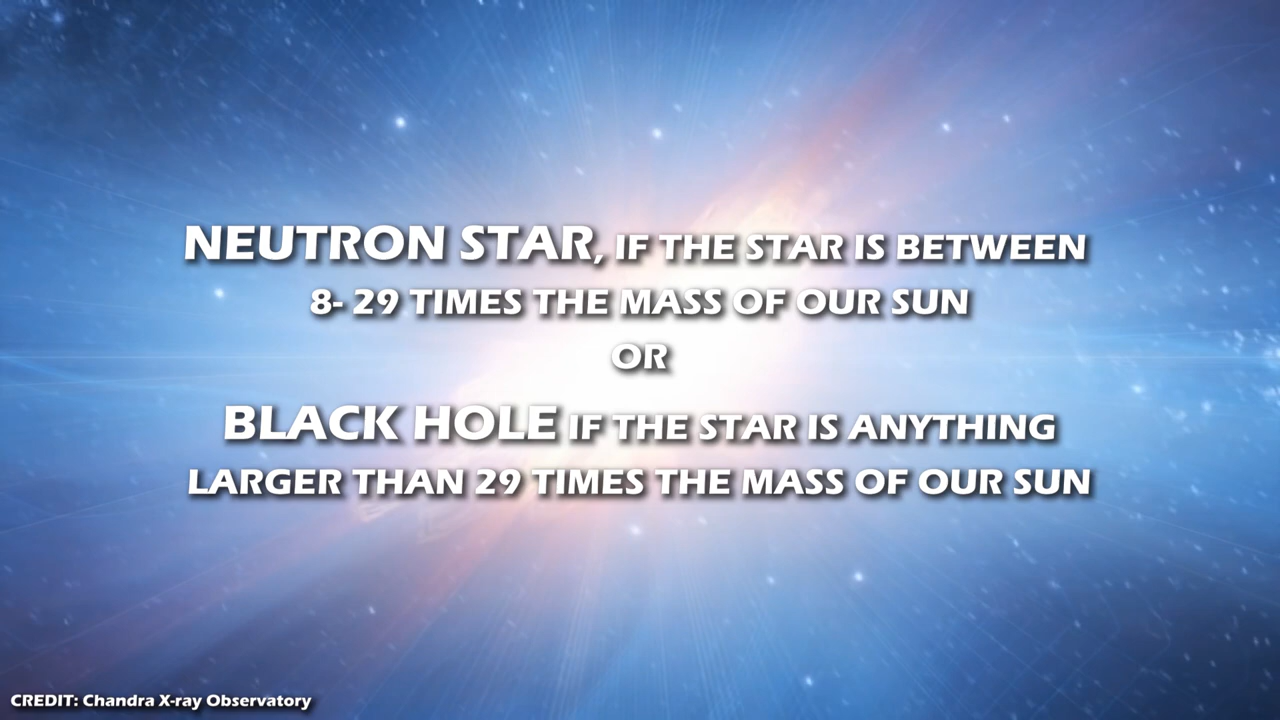 NEUTRON STAR, IF THE STAR IS BETWEEN
8- 29 TIMES THE MASS OF OUR SUN
OR
BLACK HOLE IF THE STAR IS ANYTHING
LARGER THAN 29 TIMES THE MASS OF OUR SUN
CREDIT: Chandra X-ray Observatory